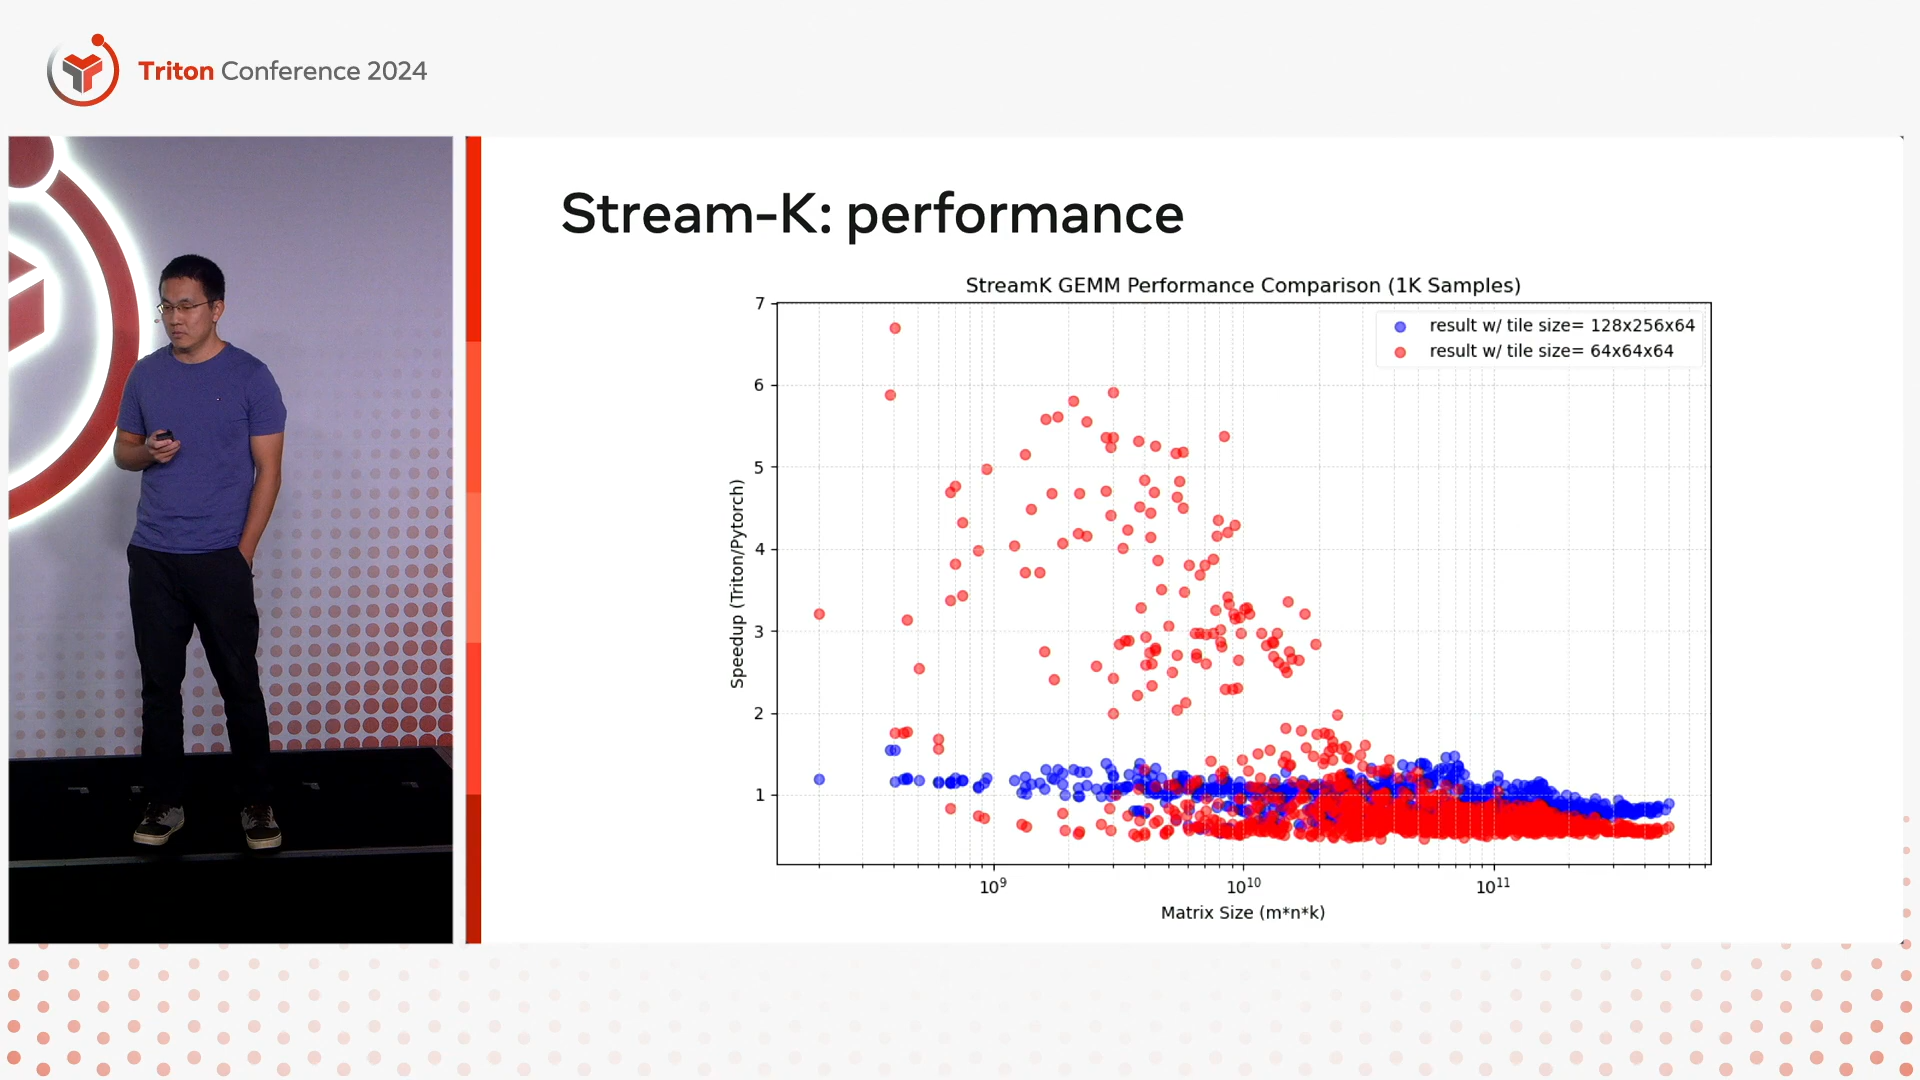 Triton Conference 2024
Stream-K: performance
StreamK GEMM Performance Comparison (1K Samples)
result w/ tile size= 128x256x64
result w/ tile size= 64x64x64
Speedup (Triton/Pytorch)
7
6
5
4
3
2
1
10⁹
10¹⁰
10¹¹
Matrix Size (m*n*k)